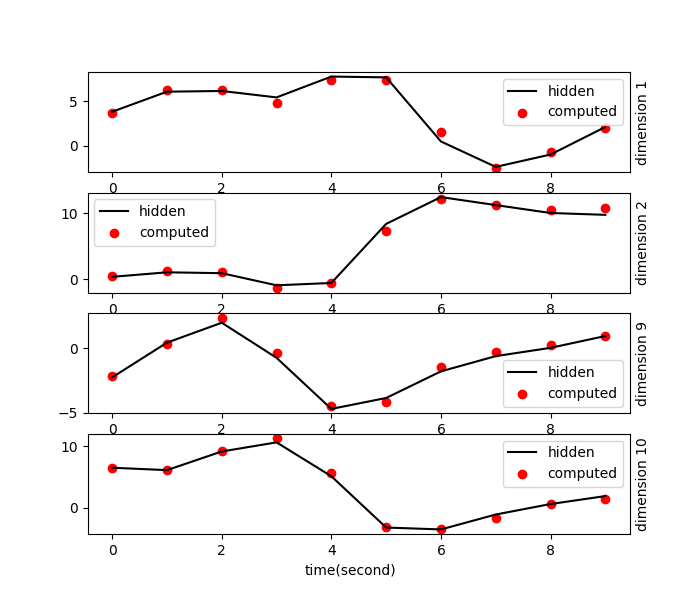 5
0
hidden
computed
dimension 1
0 2 4 6 8
10
0
hidden
computed
dimension 2
0 2 4 6 8
0
−5
hidden
computed
dimension 9
0 2 4 6 8
10
0
hidden
computed
dimension 10
0 2 4 6 8
time(second)